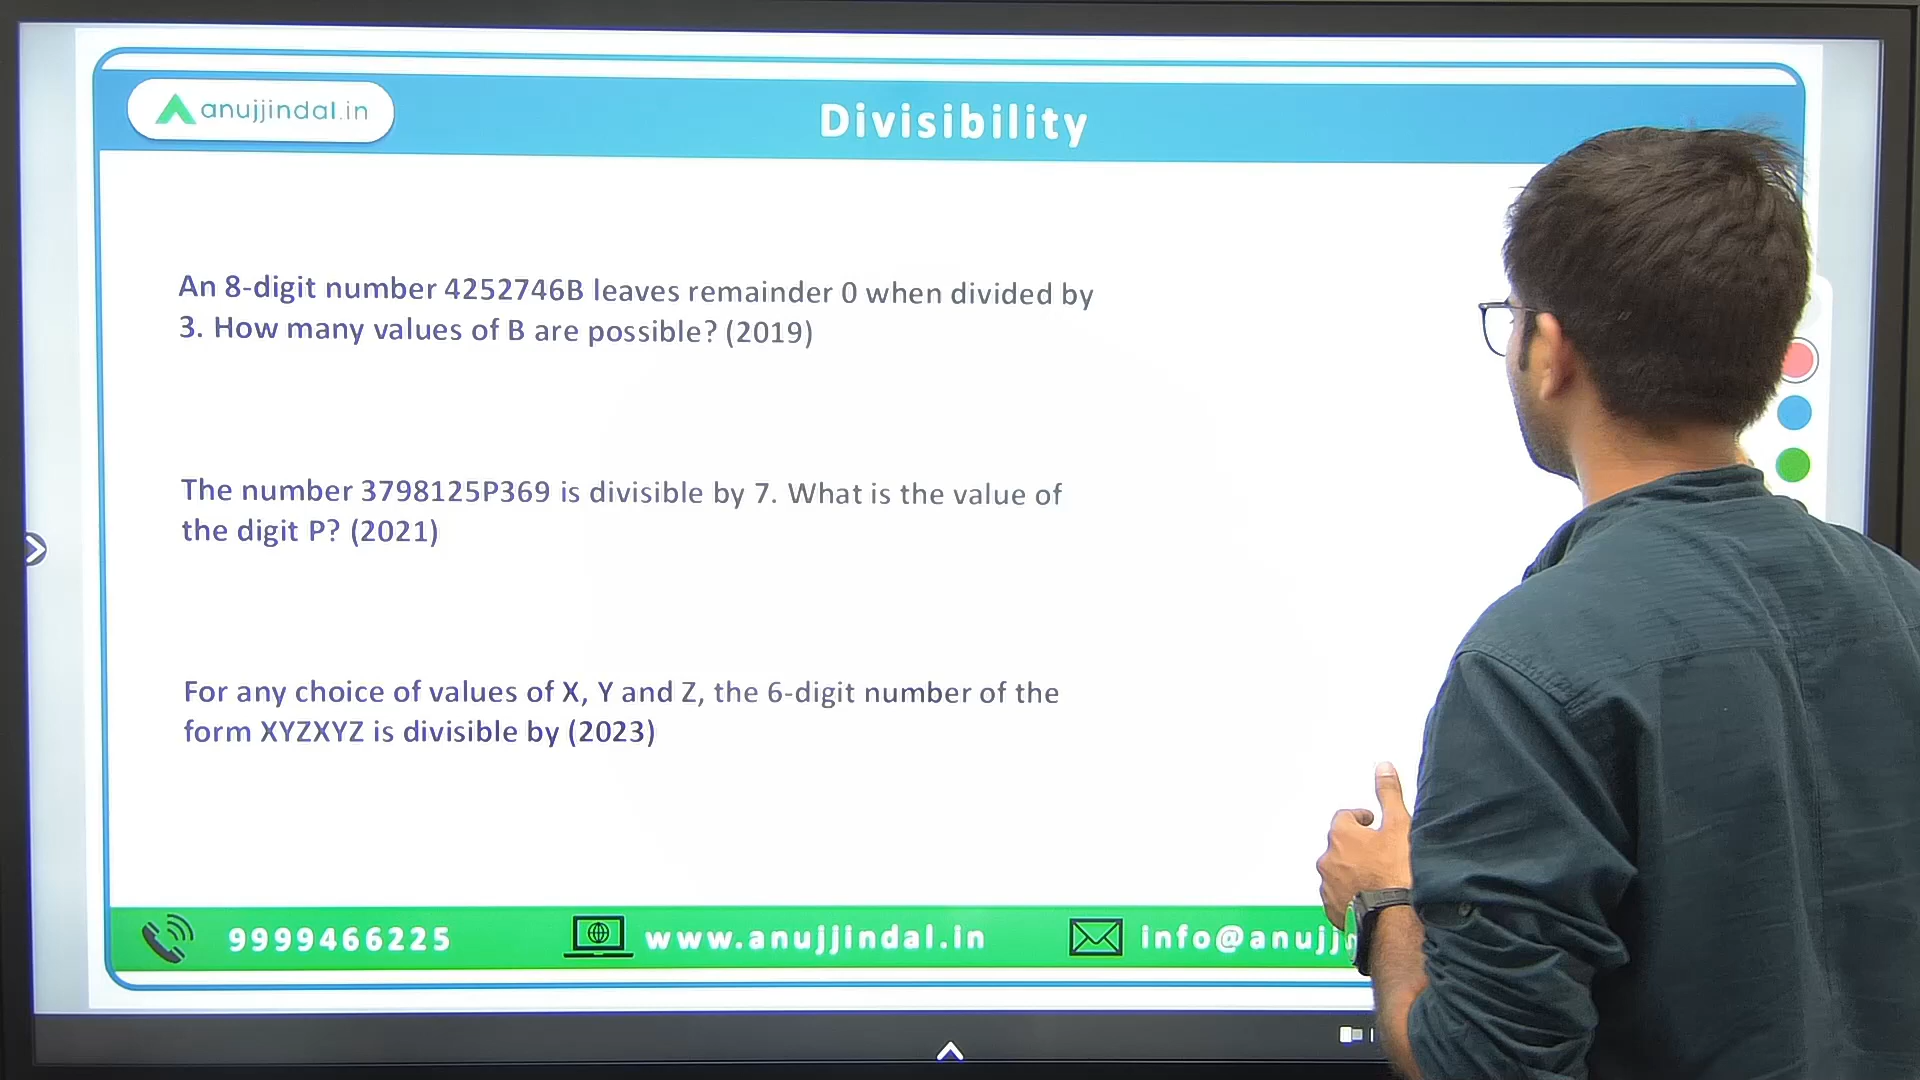 anujjindal.in
Divisibility
An 8-digit number 4252746B leaves remainder 0 when divided by
3. How many values of B are possible? (2019)
The number 3798125P369 is divisible by 7. What is the value of
the digit P? (2021)
For any choice of values of X, Y and Z, the 6-digit number of the
form XYZXYZ is divisible by (2023)
9999466225
www.anujjindal.in